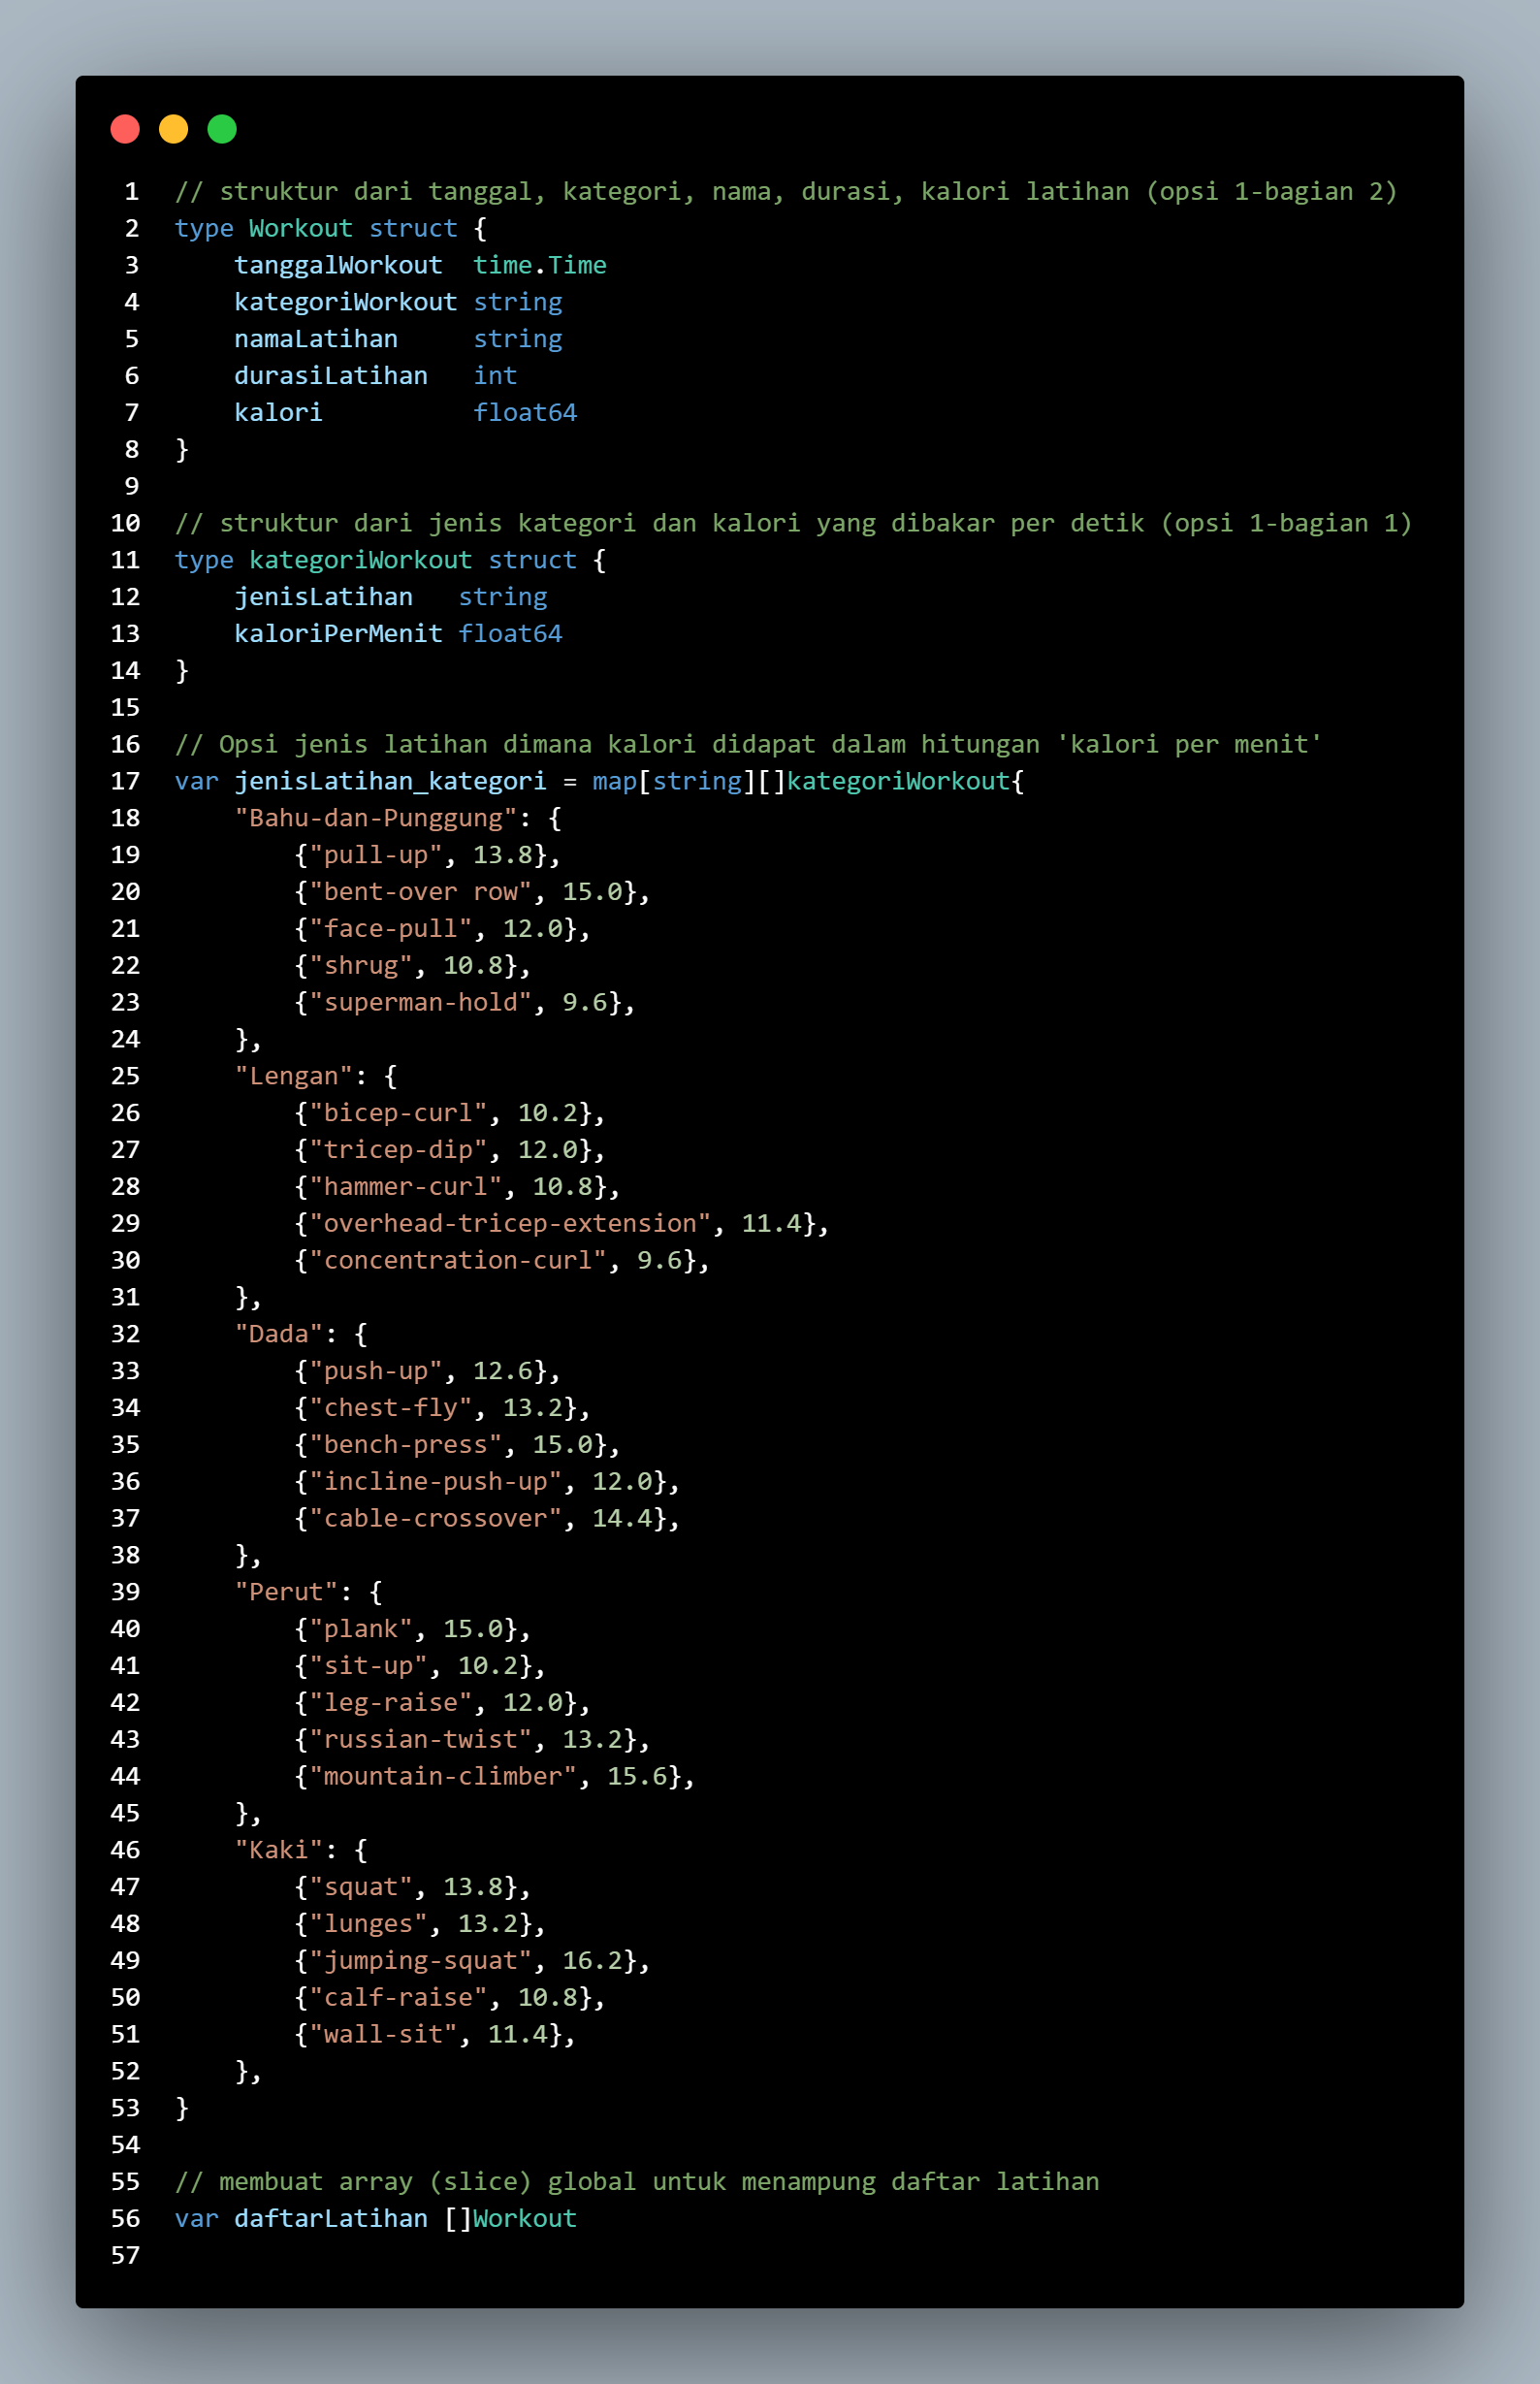 1 // struktur dari tanggal, kategori, nama, durasi, kalori latihan (opsi 1-bagian 2)
2 type Workout struct {
3     tanggalWorkout  time.Time
4     kategoriWorkout string
5     namaLatihan     string
6     durasiLatihan   int
7     kalori          float64
8 }
9
10 // struktur dari jenis kategori dan kalori yang dibakar per detik (opsi 1-bagian 1)
11 type kategoriWorkout struct {
12     jenisLatihan   string
13     kaloriPerMenit float64
14 }
15
16 // Opsi jenis latihan dimana kalori didapat dalam hitungan 'kalori per menit'
17 var jenisLatihan_kategori = map[string][]kategoriWorkout{
18     "Bahu-dan-Punggung": {
19         {"pull-up", 13.8},
20         {"bent-over row", 15.0},
21         {"face-pull", 12.0},
22         {"shrug", 10.8},
23         {"superman-hold", 9.6},
24     },
25     "Lengan": {
26         {"bicep-curl", 10.2},
27         {"tricep-dip", 12.0},
28         {"hammer-curl", 10.8},
29         {"overhead-tricep-extension", 11.4},
30         {"concentration-curl", 9.6},
31     },
32     "Dada": {
33         {"push-up", 12.6},
34         {"chest-fly", 13.2},
35         {"bench-press", 15.0},
36         {"incline-push-up", 12.0},
37         {"cable-crossover", 14.4},
38     },
39     "Perut": {
40         {"plank", 15.0},
41         {"sit-up", 10.2},
42         {"leg-raise", 12.0},
43         {"russian-twist", 13.2},
44         {"mountain-climber", 15.6},
45     },
46     "Kaki": {
47         {"squat", 13.8},
48         {"lunges", 13.2},
49         {"jumping-squat", 16.2},
50         {"calf-raise", 10.8},
51         {"wall-sit", 11.4},
52     },
53 }
54
55 // membuat array (slice) global untuk menampung daftar latihan
56 var daftarLatihan []Workout
57